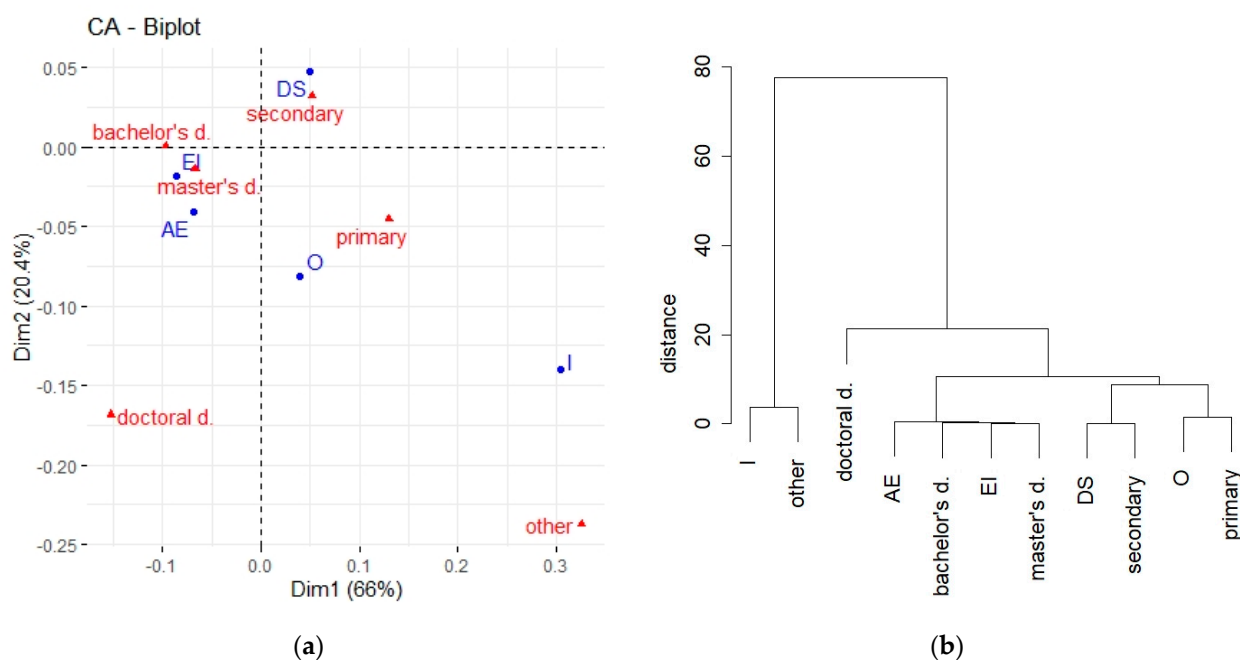 CA - Biplot
0.05
0.00
-0.05
-0.10
-0.15
-0.20
-0.25
Dim2 (20.4%)
DS
secondary
bachelor's d.
EI
master's d.
AE
primary
O
I
doctoral d.
other
-0.1
0.0
0.1
0.2
0.3
Dim1 (66%)
(a)
80
60
40
20
0
distance
I
other
doctoral d.
AE
bachelor's d.
EI
master's d.
DS
secondary
O
primary
(b)